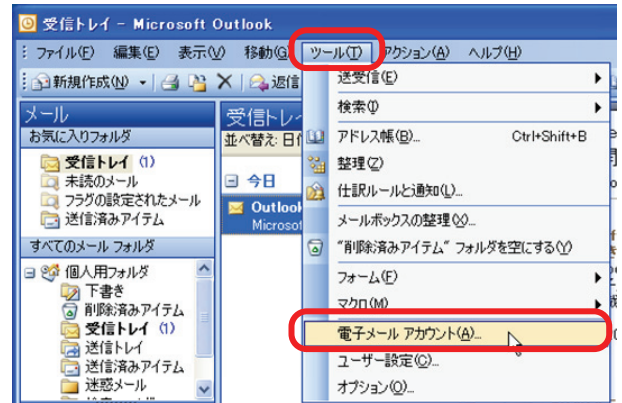 受信トレイ - Microsoft Outlook
ファイル(F) 編集(E) 表示(V) 移動(G) ツール(T) アクション(A) ヘルプ(H)
新規作成(N) 返信
メール
お気に入りフォルダ
受信トレイ (1)
未読のメール
フラグの設定されたメール
送信済みアイテム
すべてのメール フォルダ
個人用フォルダ
下書き
削除済みアイテム
受信トレイ (1)
送信トレイ
送信済みアイテム
迷惑メール
受信トレイ
並べ替え: 日付
今日
Outlook
Microsof
送受信(E)
検索(I)
アドレス帳(B)... Ctrl+Shift+B
整理(Z)
仕訳ルールと通知(L)...
メールボックスの整理(X)...
"削除済みアイテム" フォルダを空にする(Y)
フォーム(F)
マクロ(M)
電子メール アカウント(A)...
ユーザー設定(C)...
オプション(O)...